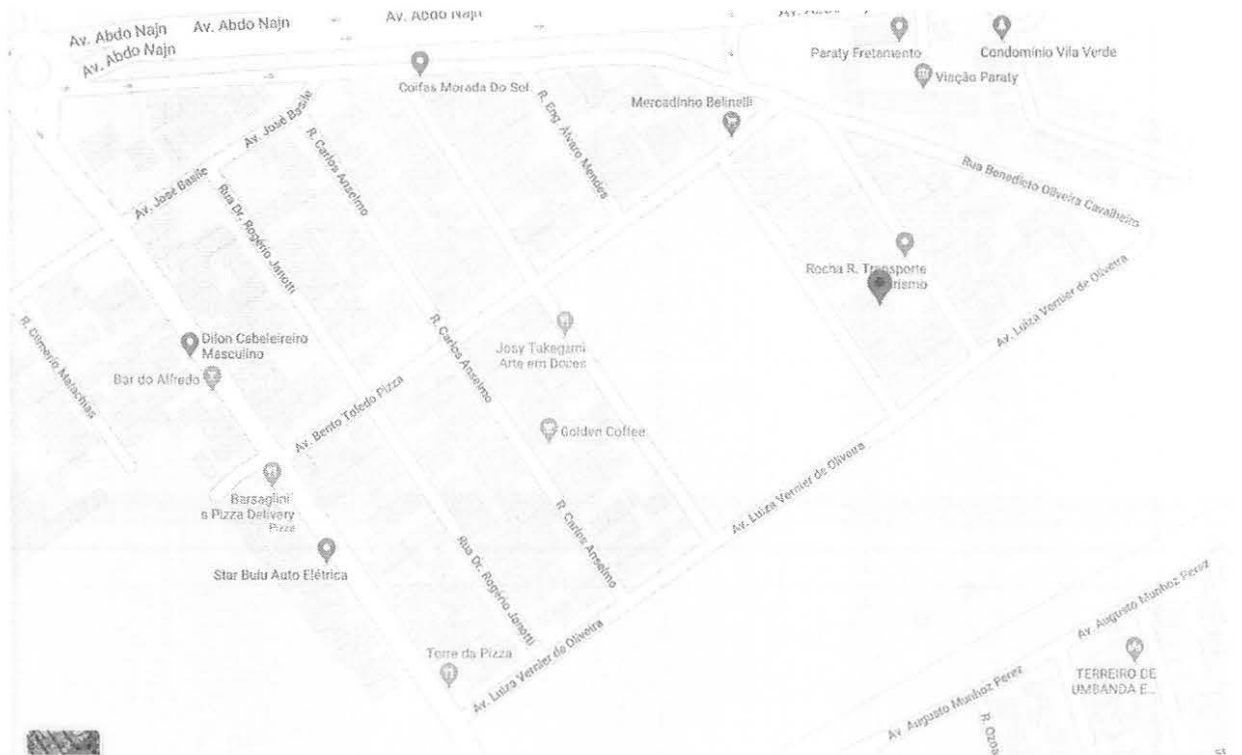 Av. Abdo Najn
Av. Abdo Najn
Av. Abdo Najn
Av. Abdo Najn
Paraty Fretamento
Condomínio Vila Verde
Viação Paraty
Coifas Morada Do Sol
Mercadinho Belinelli
Av. José Basile
R. Carlos Anselmo
R. Eng. Álvaro Mendes
Av. José Basile
Rua Dr. Rogério Janotti
Rua Benedicto Oliveira Cavalheiro
Rocha R. Transporte
rismo
Av. Luiza Vernier de Oliveira
R. Carlos Anselmo
Josy Takegami
Arte em Doces
Dilon Cabeleireiro
Masculino
Bar do Alfredo
Av. Bento Toledo Pizza
Golden Coffee
Av. Luiza Vernier de Oliveira
Barsaglini
s Pizza Delivery
Pizza
R. Carlos Anselmo
Rua Dr. Rogério Janotti
Star Bulu Auto Elétrica
Torre da Pizza
Av. Luiza Vernier de Oliveira
Av. Augusto Munhoz Perez
TERREIRO DE
UMBANDA E...
Av. Augusto Munhoz Perez